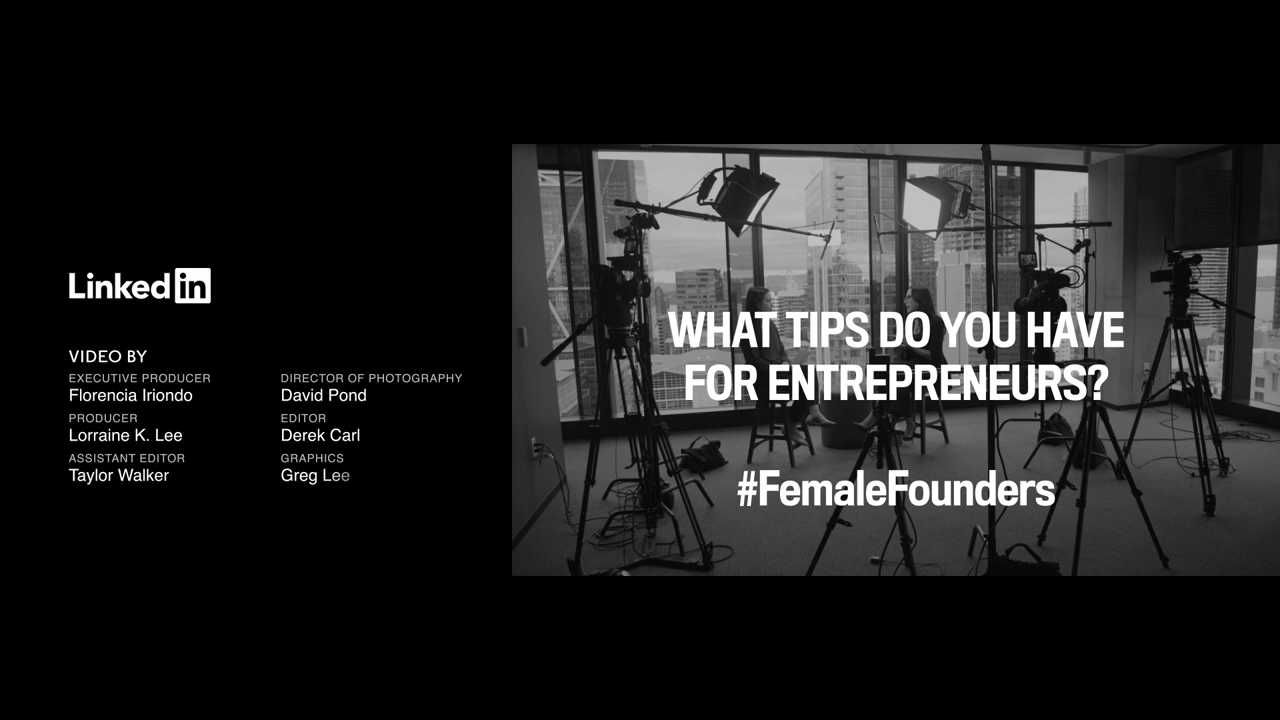 Linkedin
VIDEO BY
EXECUTIVE PRODUCER
Florencia Iriondo
PRODUCER
Lorraine K. Lee
ASSISTANT EDITOR
Taylor Walker
DIRECTOR OF PHOTOGRAPHY
David Pond
EDITOR
Derek Carl
GRAPHICS
Greg Lee
WHAT TIPS DO YOU HAVE
FOR ENTREPRENEURS?
#FemaleFounders